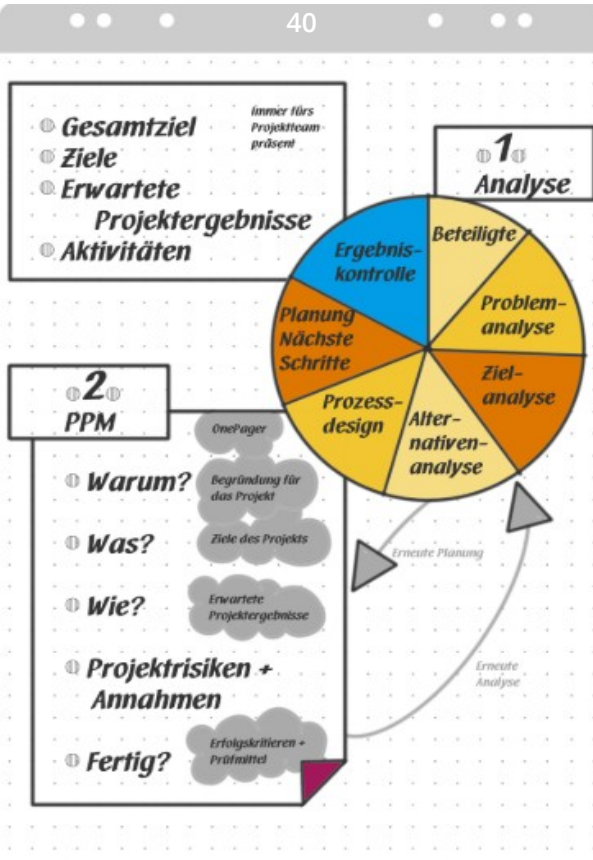 40
Gesamtziel
Ziele
Erwartete
Projektergebnisse
Aktivitäten
Immer fürs
Projektteam
präsent
1
Analyse
Beteiligte
Problem-
analyse
Ziel-
analyse
Alter-
nativen-
analyse
Prozess-
design
Planung
Nächste
Schritte
Ergebnis-
kontrolle
2
PPM
OnePager
Warum?
Begründung für
das Projekt
Was?
Ziele des Projekts
Wie?
Erwartete
Projektergebnisse
Projektrisiken +
Annahmen
Fertig?
Erfolgskritieren +
Prüfmittel
Erneute Planung
Erneute
Analyse